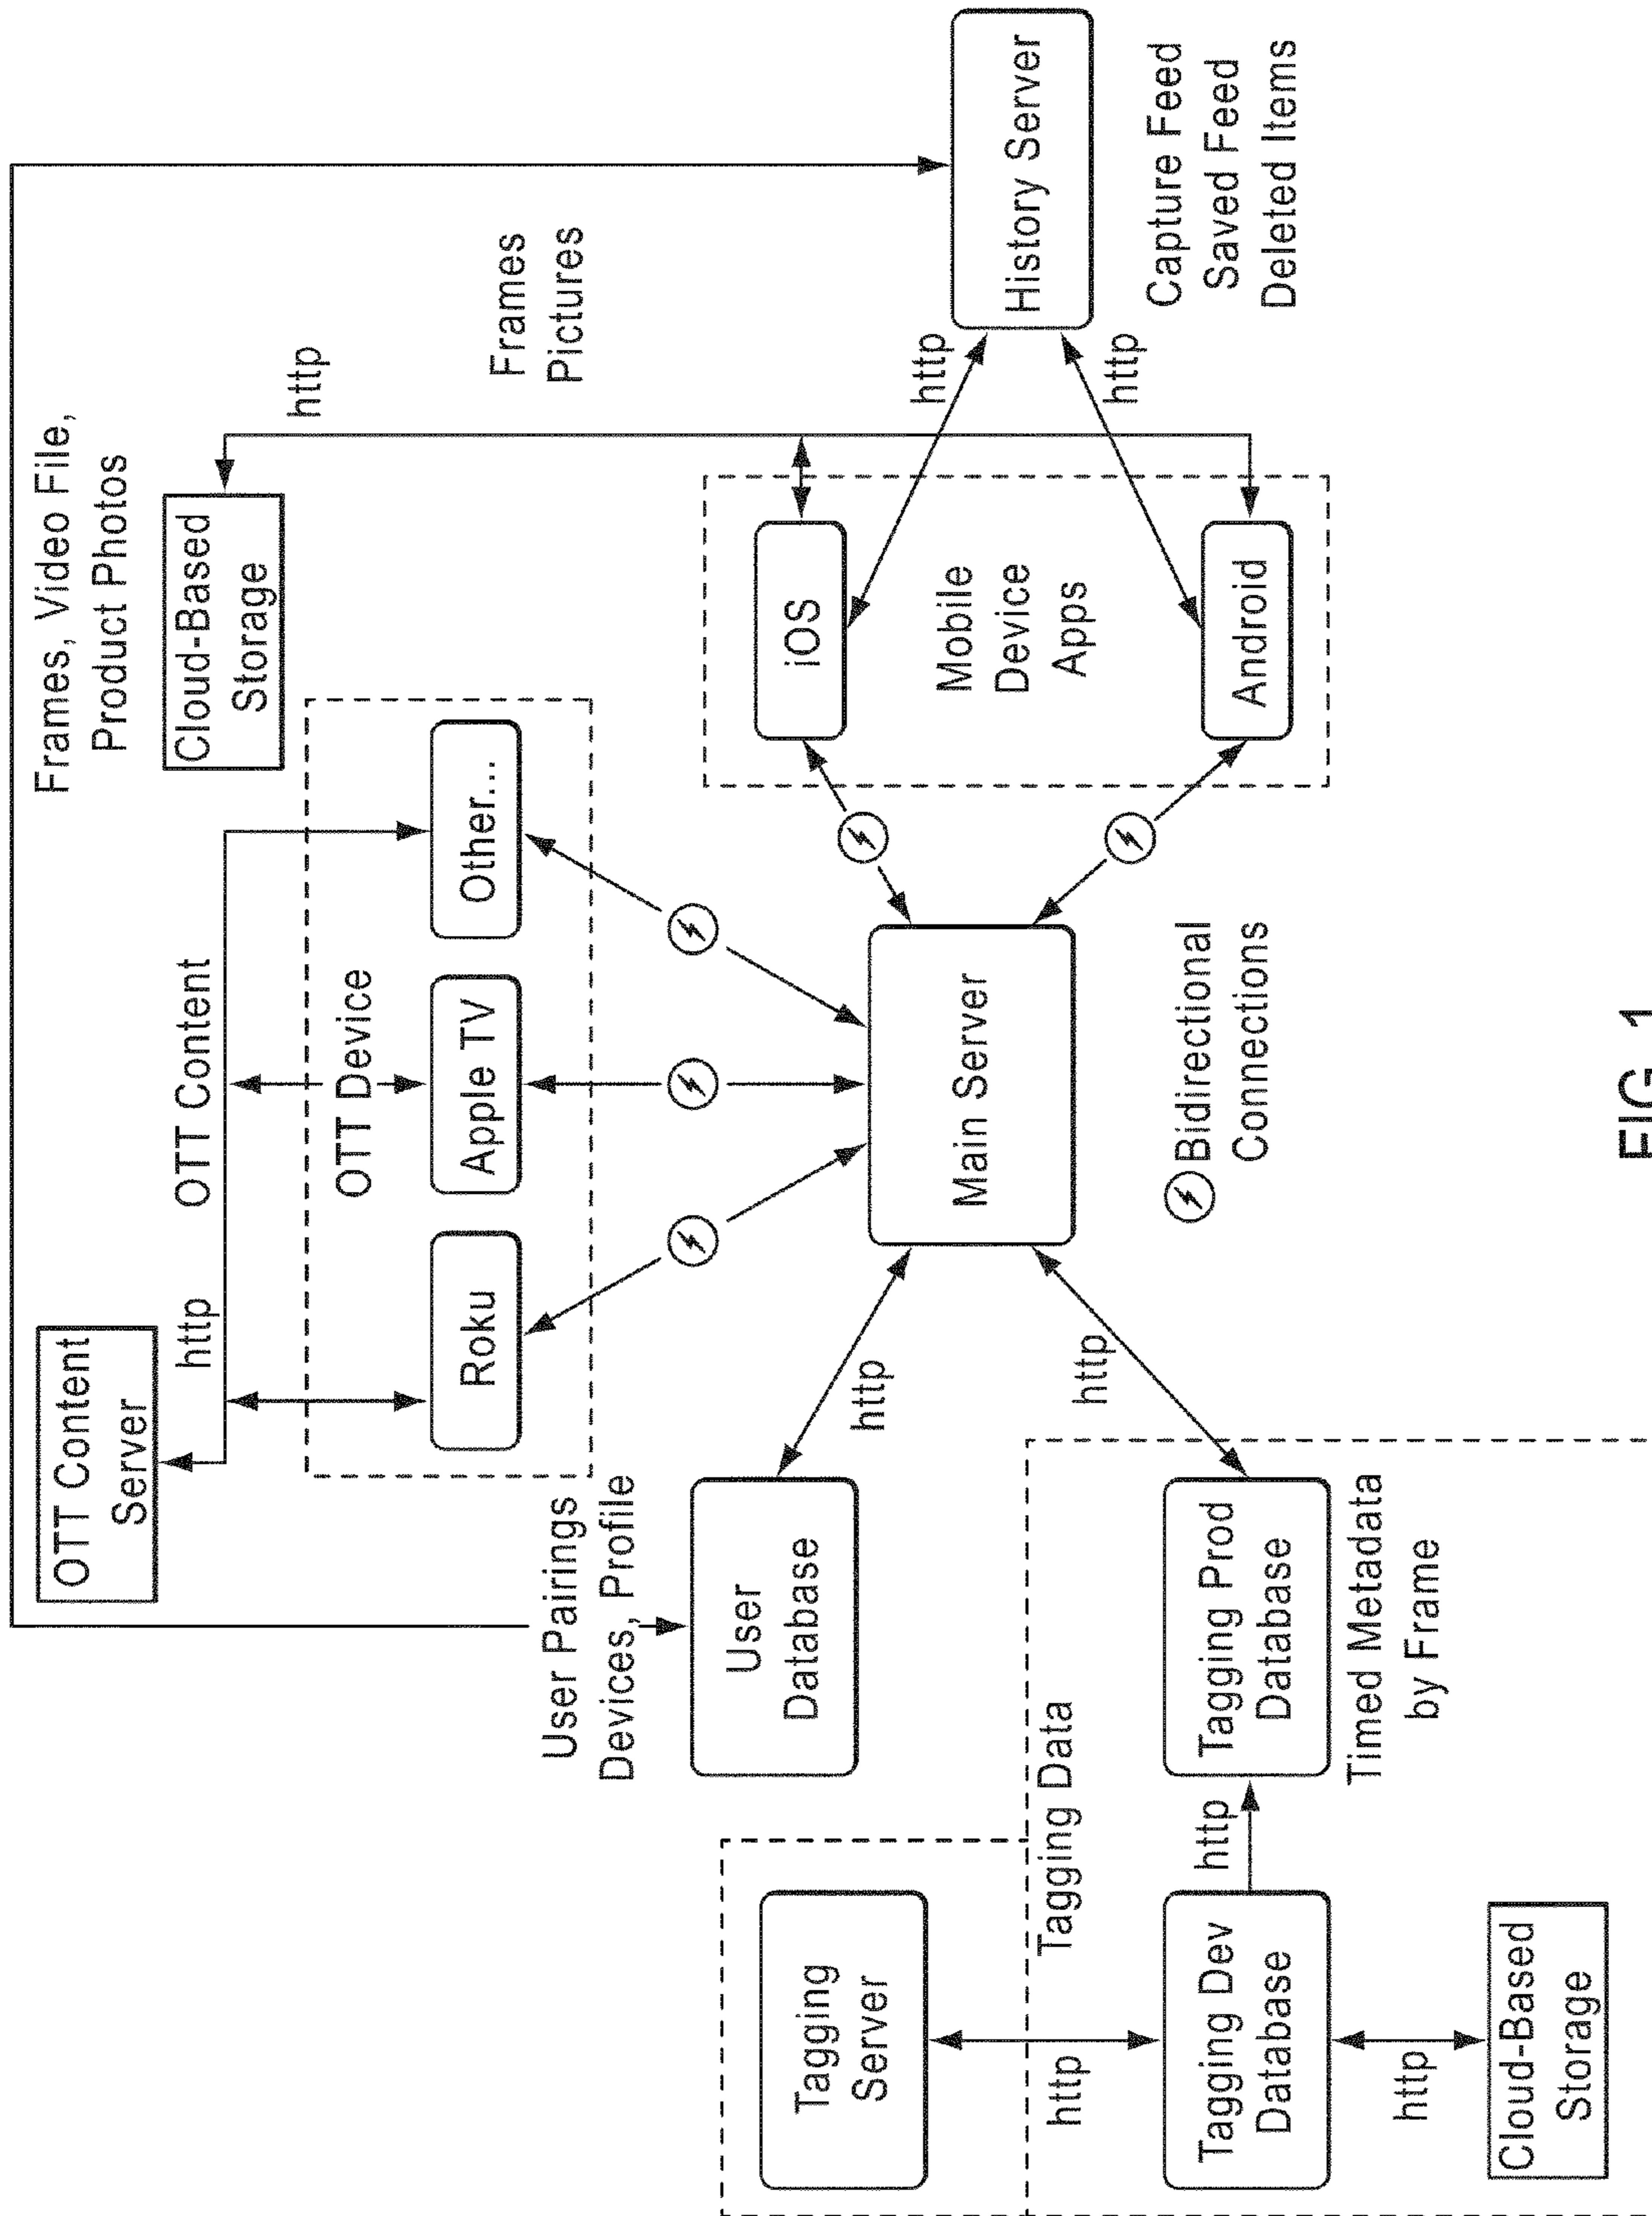 Frames, Video File,
Product Photos
OTT Content
Server
http
OTT Content
Cloud-Based
Storage
http
Frames
Pictures
OTT Device
Roku
Apple TV
Other...
User Pairings
Devices, Profile
User
Database
http
Main Server
iOS
Mobile
Device
Apps
Android
http
http
History Server
Capture Feed
Saved Feed
Deleted Items
Bidirectional
Connections
Tagging
Server
Tagging Data
http
http
Tagging Dev
Database
http
Tagging Prod
Database
Timed Metadata
by Frame
http
Cloud-Based
Storage
FIG. 1